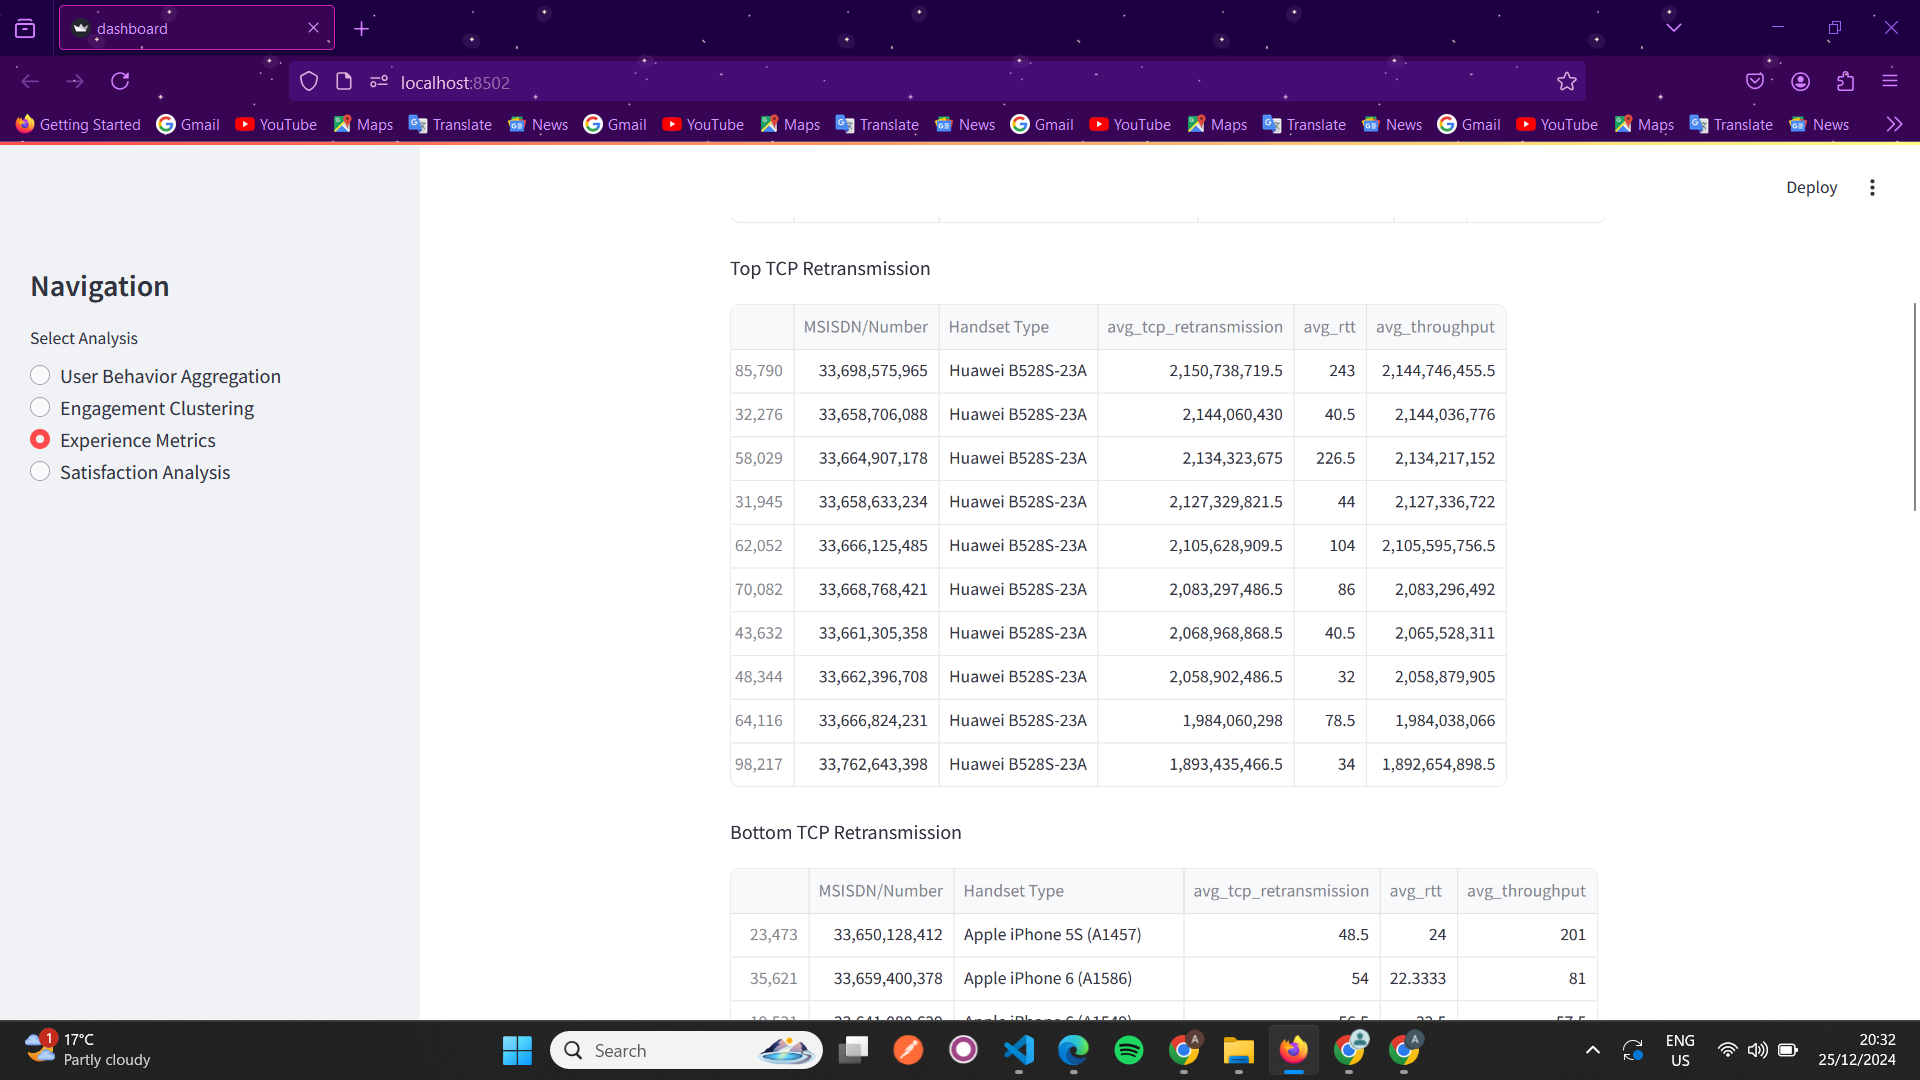 dashboard
localhost:8502
Getting Started Gmail YouTube Maps Translate News Gmail YouTube Maps Translate News Gmail YouTube Maps Translate News Gmail YouTube Maps Translate News
Deploy
Navigation
Select Analysis
User Behavior Aggregation
Engagement Clustering
Experience Metrics
Satisfaction Analysis
Top TCP Retransmission
MSISDN/Number Handset Type avg_tcp_retransmission avg_rtt avg_throughput
85,790 33,698,575,965 Huawei B528S-23A 2,150,738,719.5 243 2,144,746,455.5
32,276 33,658,706,088 Huawei B528S-23A 2,144,060,430 40.5 2,144,036,776
58,029 33,664,907,178 Huawei B528S-23A 2,134,323,675 226.5 2,134,217,152
31,945 33,658,633,234 Huawei B528S-23A 2,127,329,821.5 44 2,127,336,722
62,052 33,666,125,485 Huawei B528S-23A 2,105,628,909.5 104 2,105,595,756.5
70,082 33,668,768,421 Huawei B528S-23A 2,083,297,486.5 86 2,083,296,492
43,632 33,661,305,358 Huawei B528S-23A 2,068,968,868.5 40.5 2,065,528,311
48,344 33,662,396,708 Huawei B528S-23A 2,058,902,486.5 32 2,058,879,905
64,116 33,666,824,231 Huawei B528S-23A 1,984,060,298 78.5 1,984,038,066
98,217 33,762,643,398 Huawei B528S-23A 1,893,435,466.5 34 1,892,654,898.5
Bottom TCP Retransmission
MSISDN/Number Handset Type avg_tcp_retransmission avg_rtt avg_throughput
23,473 33,650,128,412 Apple iPhone 5S (A1457) 48.5 24 201
35,621 33,659,400,378 Apple iPhone 6 (A1586) 54 22.3333 81
1
17°C
Partly cloudy
Search
A
A
ENG
US
20:32
25/12/2024